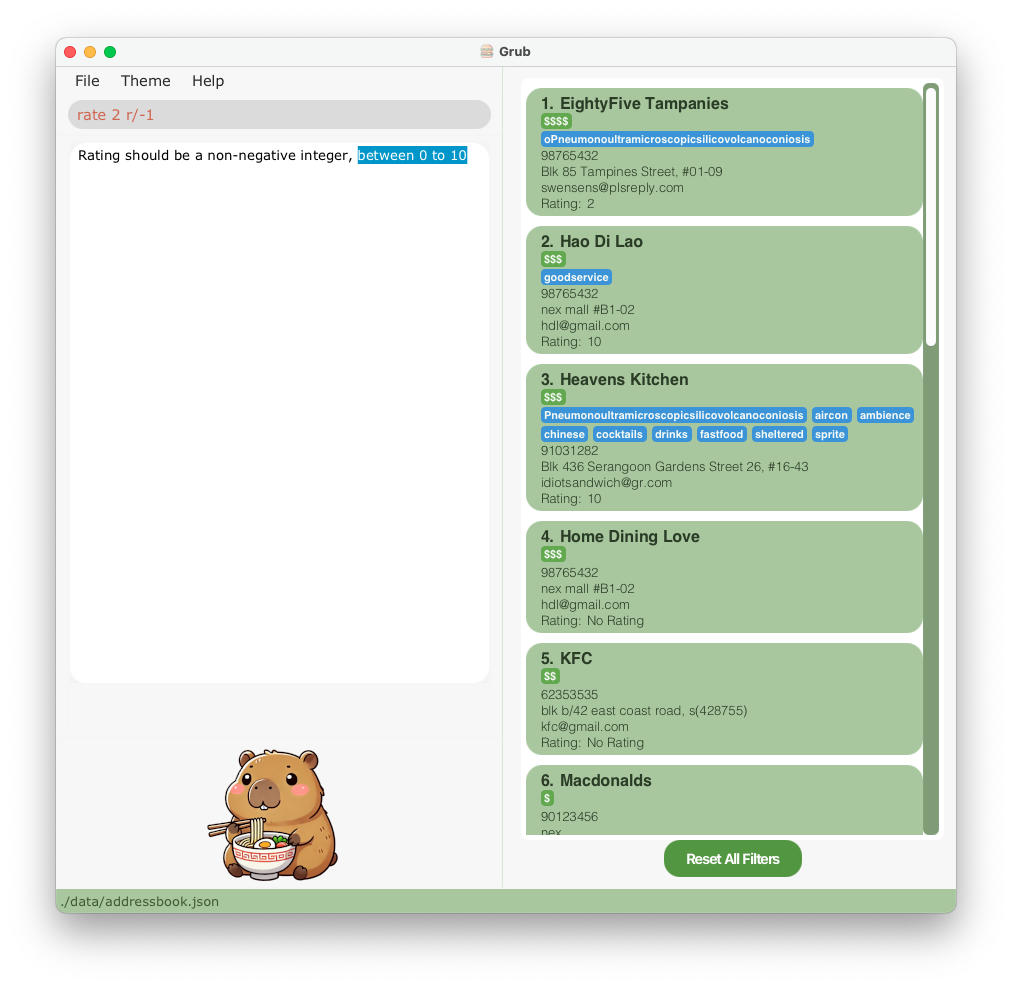 Grub
File Theme Help
rate 2 r/-1
Rating should be a non-negative integer, between 0 to 10
1. EightyFive Tampanies
$$$$
oPneumonoultramicroscopicsilicovolcanoconiosis
98765432
Blk 85 Tampines Street, #01-09
swensens@plsreply.com
Rating: 2
2. Hao Di Lao
$$$
goodservice
98765432
nex mall #B1-02
hdl@gmail.com
Rating: 10
3. Heavens Kitchen
$$$
Pneumonoultramicroscopicsilicovolcanoconiosis aircon ambience
chinese cocktails drinks fastfood sheltered sprite
91031282
Blk 436 Serangoon Gardens Street 26, #16-43
idiotsandwich@gr.com
Rating: 10
4. Home Dining Love
$$$
98765432
nex mall #B1-02
hdl@gmail.com
Rating: No Rating
5. KFC
$$
62353535
blk b/42 east coast road, s(428755)
kfc@gmail.com
Rating: No Rating
6. Macdonalds
$
90123456
nex
Reset All Filters
./data/addressbook.json